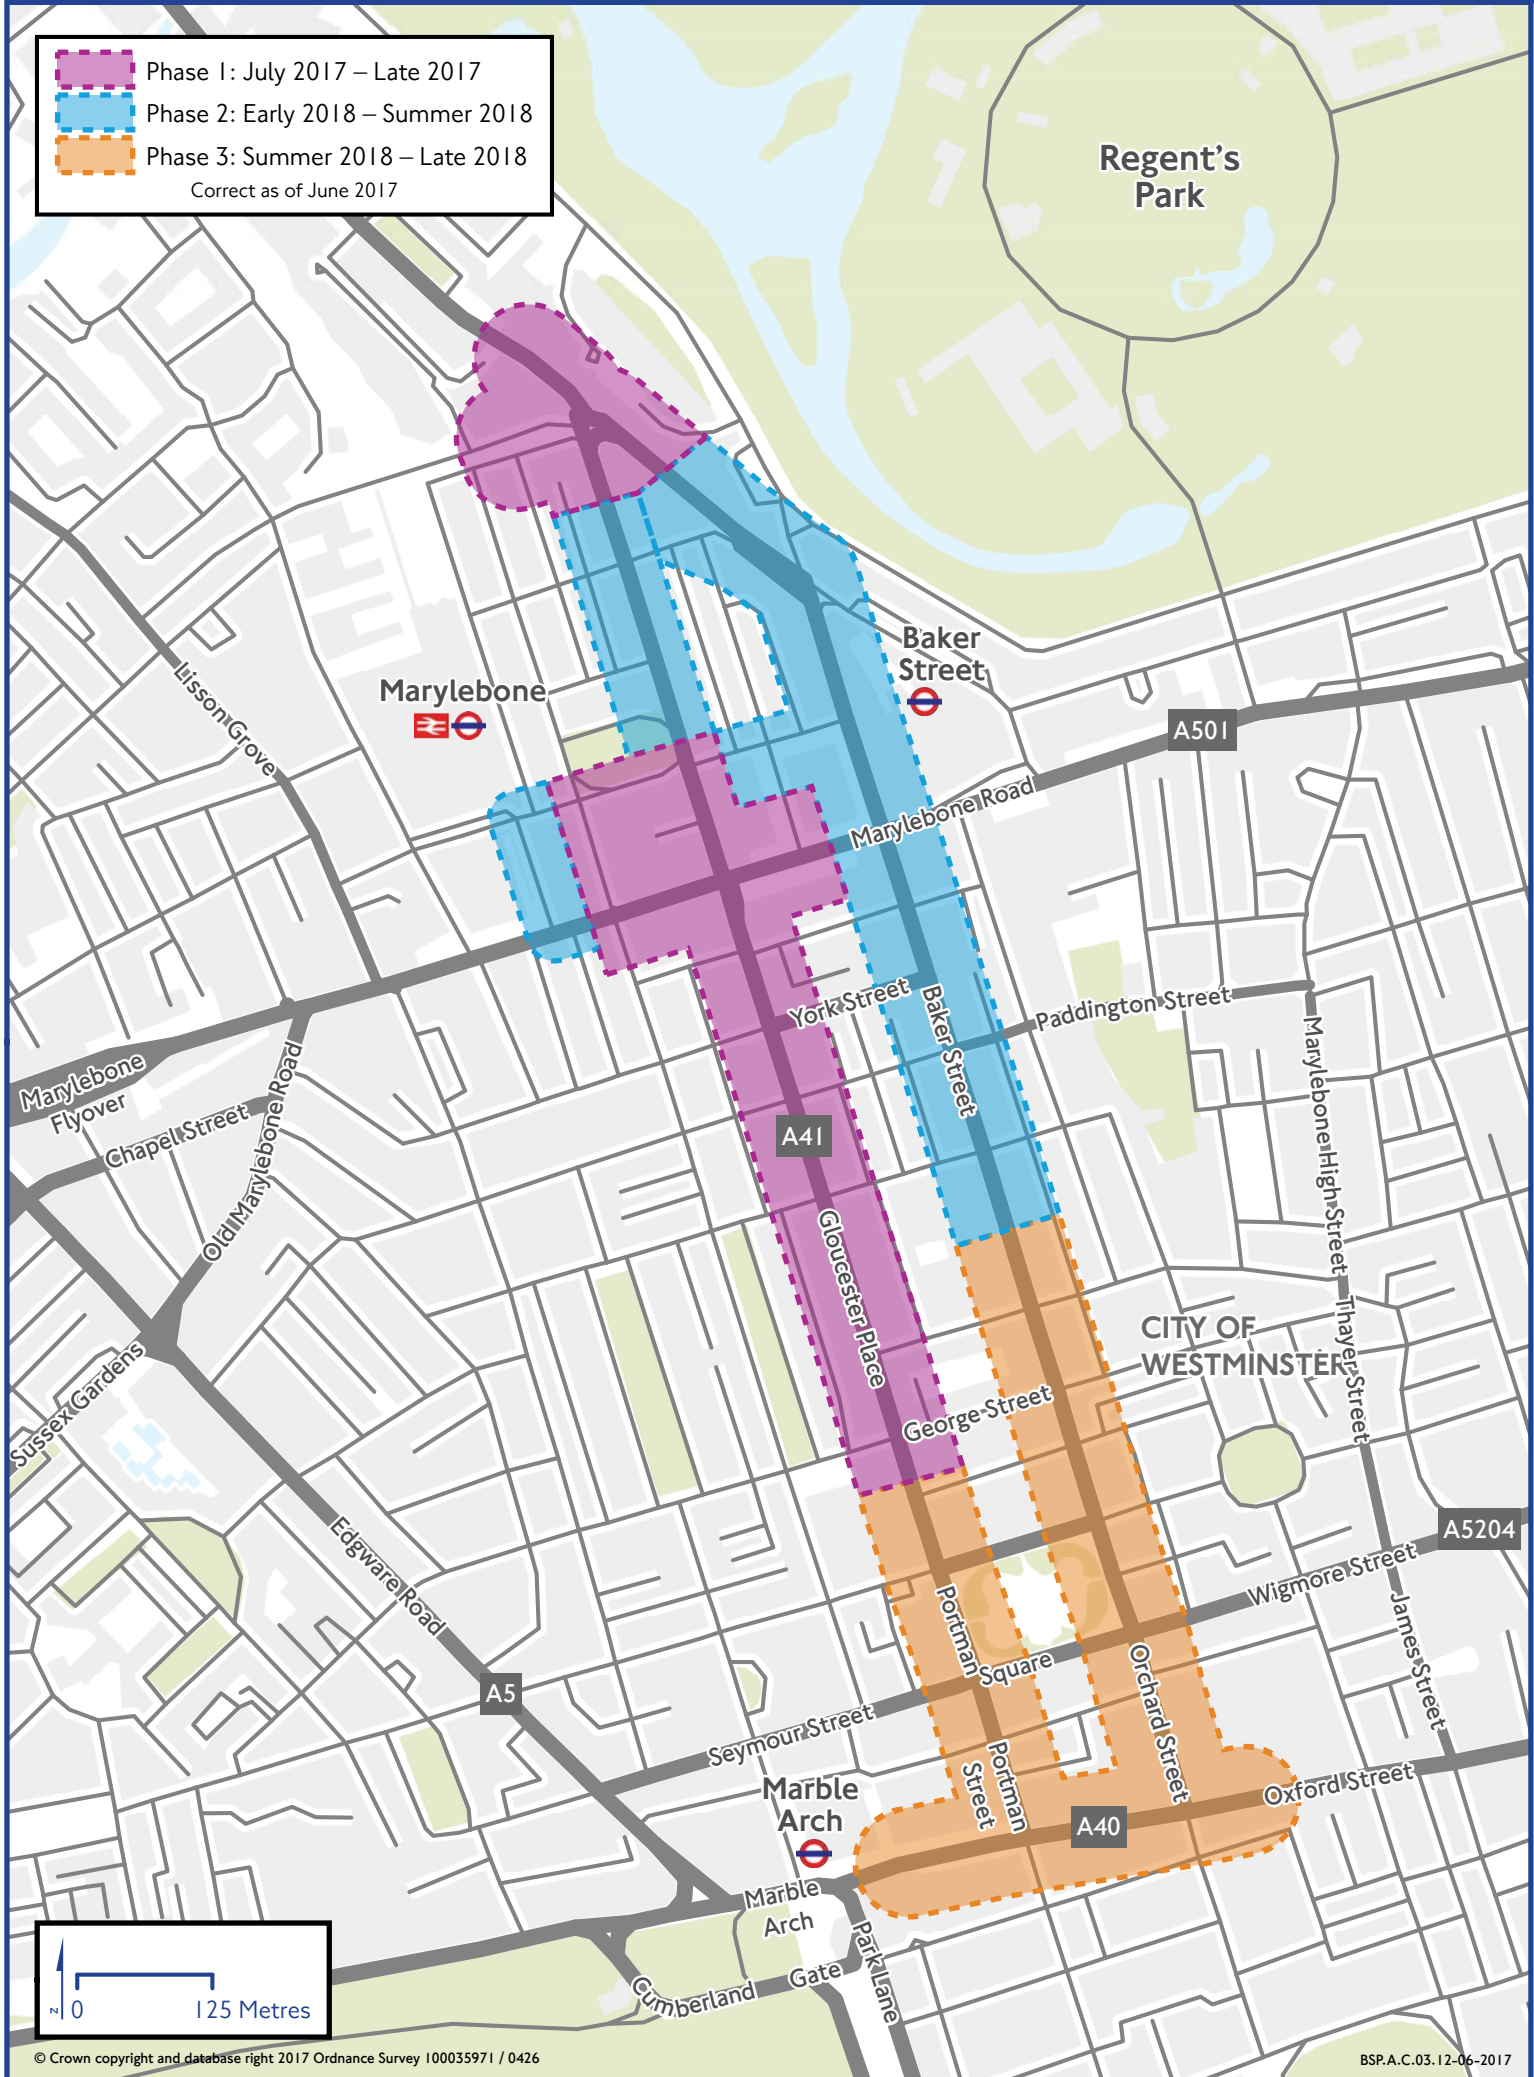 Phase 1: July 2017 – Late 2017
Phase 2: Early 2018 – Summer 2018
Phase 3: Summer 2018 – Late 2018
Correct as of June 2017
Regent's
Park
Baker
Street
Marylebone
Lisson Grove
A501
Marylebone Road
York Street
Baker Street
Paddington Street
Marylebone High Street
Marylebone
Flyover
Chapel Street
Old Marylebone Road
A41
Gloucester Place
CITY OF
WESTMINSTER
Thayer Street
Sussex Gardens
George Street
A5204
Edgware Road
Wigmore Street
Portman
Square
James Street
Orchard Street
A5
Seymour Street
Portman
Street
Oxford Street
Marble
Arch
A40
Marble
Arch
Park Lane
Cumberland
Gate
N
0
125 Metres
© Crown copyright and database right 2017 Ordnance Survey 100035971 / 0426
BSP.A.C.03.12-06-2017